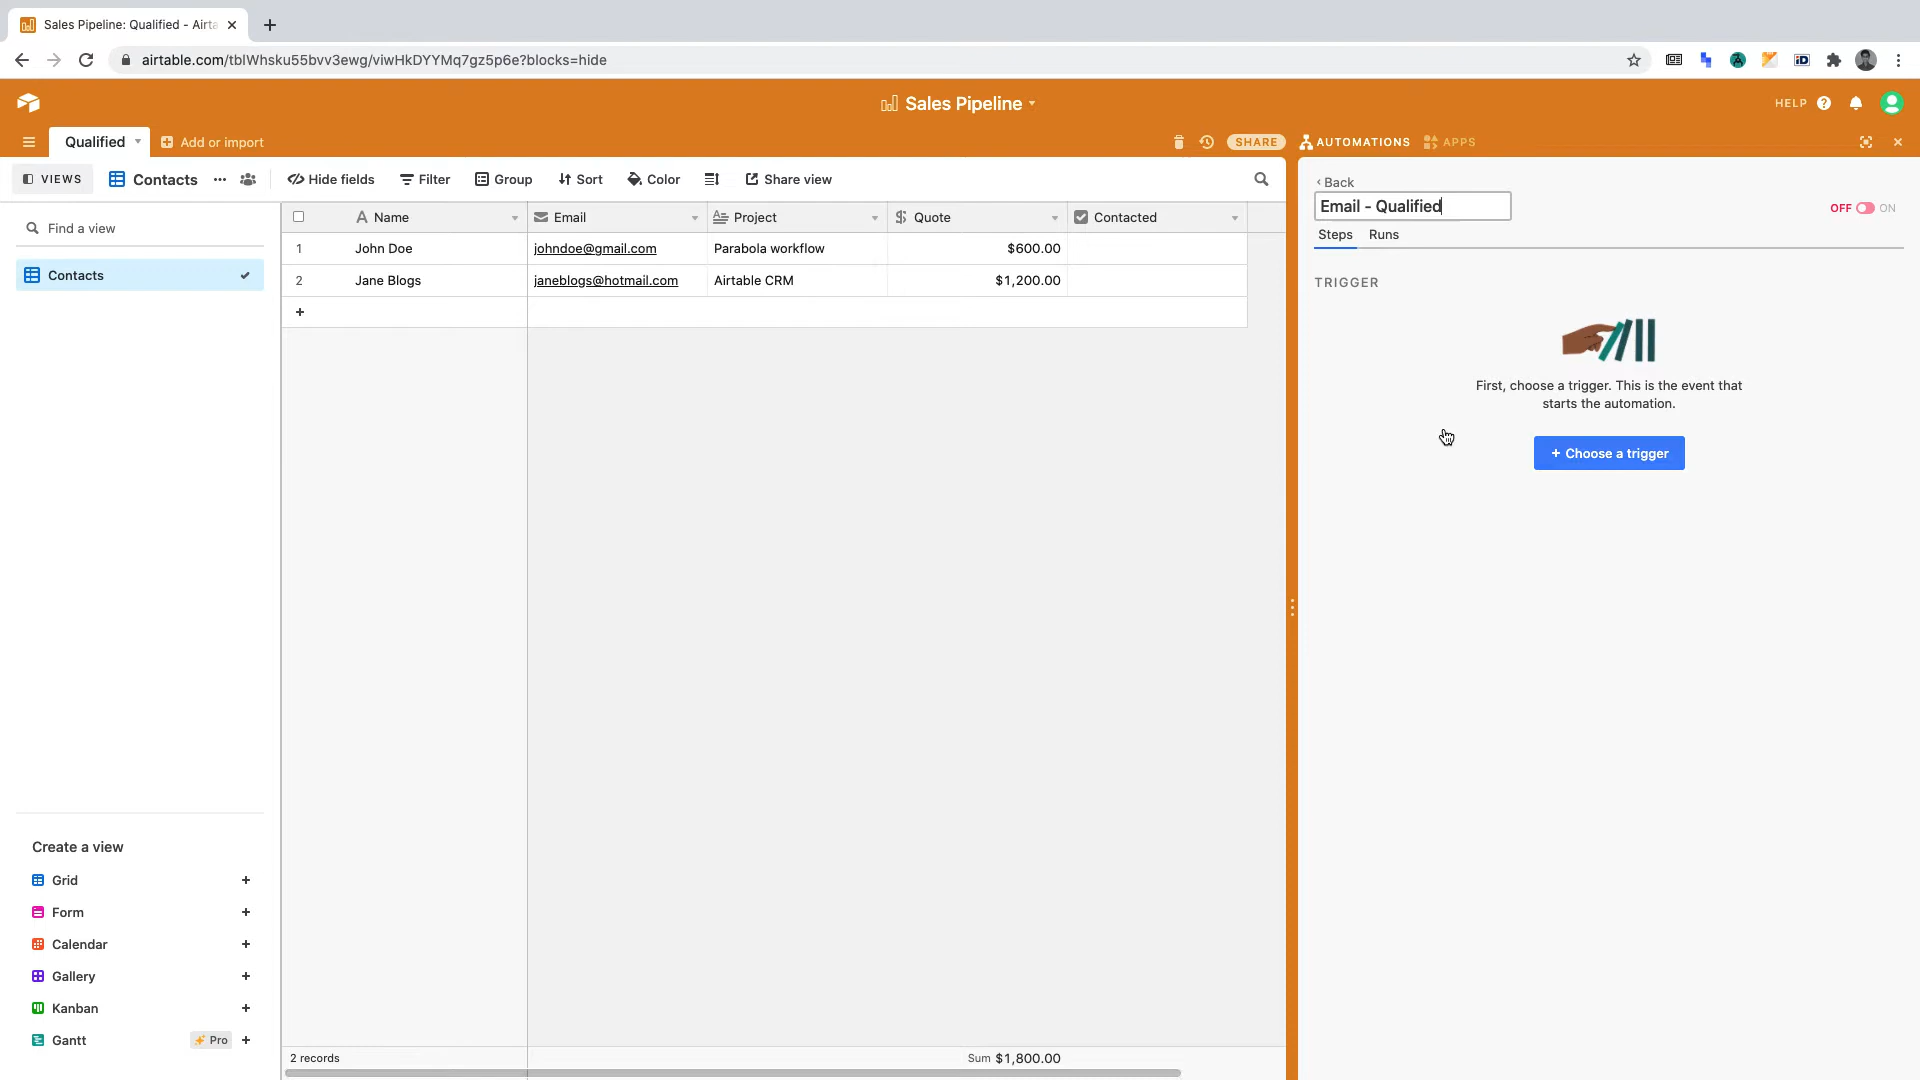 Sales Pipeline: Qualified - Airta
airtable.com/tblWhsku55bvv3ewg/viwHkDYYMq7gz5p6e?blocks=hide
Sales Pipeline
HELP
Qualified
Add or import
SHARE
AUTOMATIONS
APPS
VIEWS
Contacts
Hide fields
Filter
Group
Sort
Color
Share view
Find a view
Contacts
Name
Email
Project
Quote
Contacted
1 John Doe johndoe@gmail.com Parabola workflow $600.00
2 Jane Blogs janeblogs@hotmail.com Airtable CRM $1,200.00
2 records
Sum $1,800.00
Create a view
Grid
Form
Calendar
Gallery
Kanban
Gantt Pro
Back
Email - Qualified
OFF ON
Steps Runs
TRIGGER
First, choose a trigger. This is the event that
starts the automation.
+ Choose a trigger